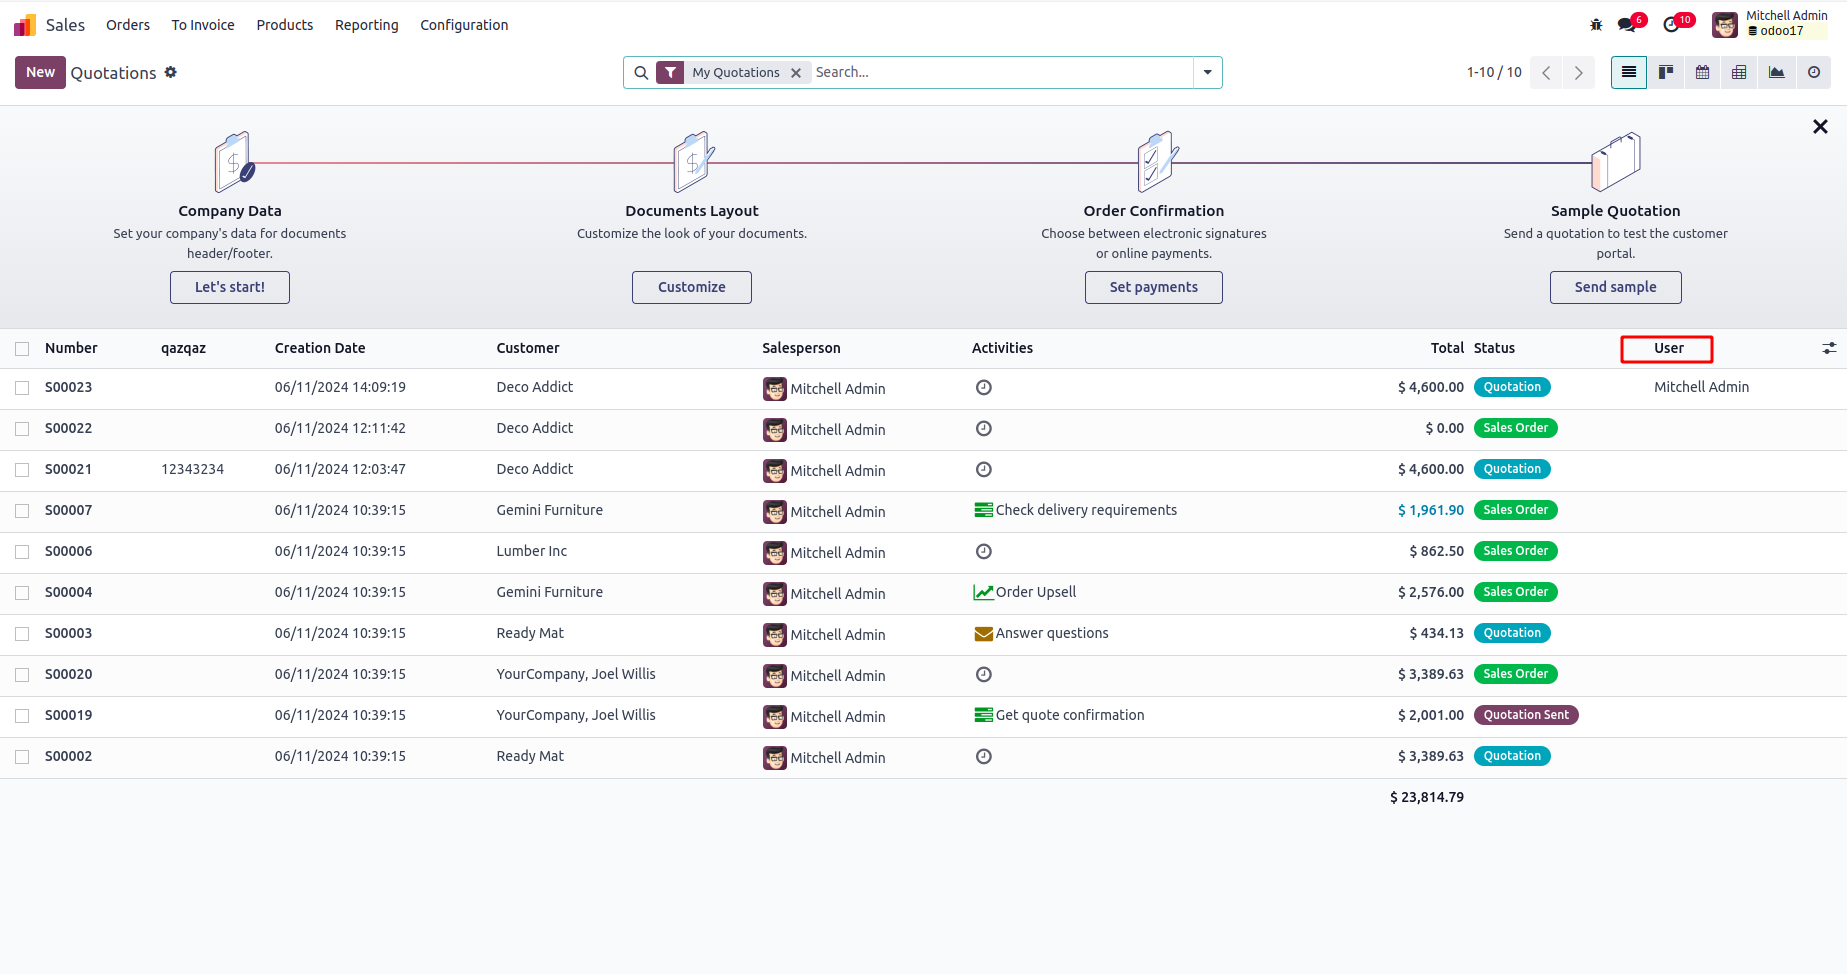 Sales Orders To Invoice Products Reporting Configuration 6 10 Mitchell Admin
odoo17
New Quotations My Quotations Search... 1-10 / 10
Company Data Documents Layout Order Confirmation Sample Quotation
Set your company's data for documents Customize the look of your documents. Choose between electronic signatures Send a quotation to test the customer
header/footer. or online payments. portal.
Let's start! Customize Set payments Send sample
Number qazqaz Creation Date Customer Salesperson Activities Total Status User
S00023 06/11/2024 14:09:19 Deco Addict Mitchell Admin $ 4,600.00 Quotation Mitchell Admin
S00022 06/11/2024 12:11:42 Deco Addict Mitchell Admin $ 0.00 Sales Order
S00021 12343234 06/11/2024 12:03:47 Deco Addict Mitchell Admin $ 4,600.00 Quotation
S00007 06/11/2024 10:39:15 Gemini Furniture Mitchell Admin Check delivery requirements $ 1,961.90 Sales Order
S00006 06/11/2024 10:39:15 Lumber Inc Mitchell Admin $ 862.50 Sales Order
S00004 06/11/2024 10:39:15 Gemini Furniture Mitchell Admin Order Upsell $ 2,576.00 Sales Order
S00003 06/11/2024 10:39:15 Ready Mat Mitchell Admin Answer questions $ 434.13 Quotation
S00020 06/11/2024 10:39:15 YourCompany, Joel Willis Mitchell Admin $ 3,389.63 Sales Order
S00019 06/11/2024 10:39:15 YourCompany, Joel Willis Mitchell Admin Get quote confirmation $ 2,001.00 Quotation Sent
S00002 06/11/2024 10:39:15 Ready Mat Mitchell Admin $ 3,389.63 Quotation
$ 23,814.79